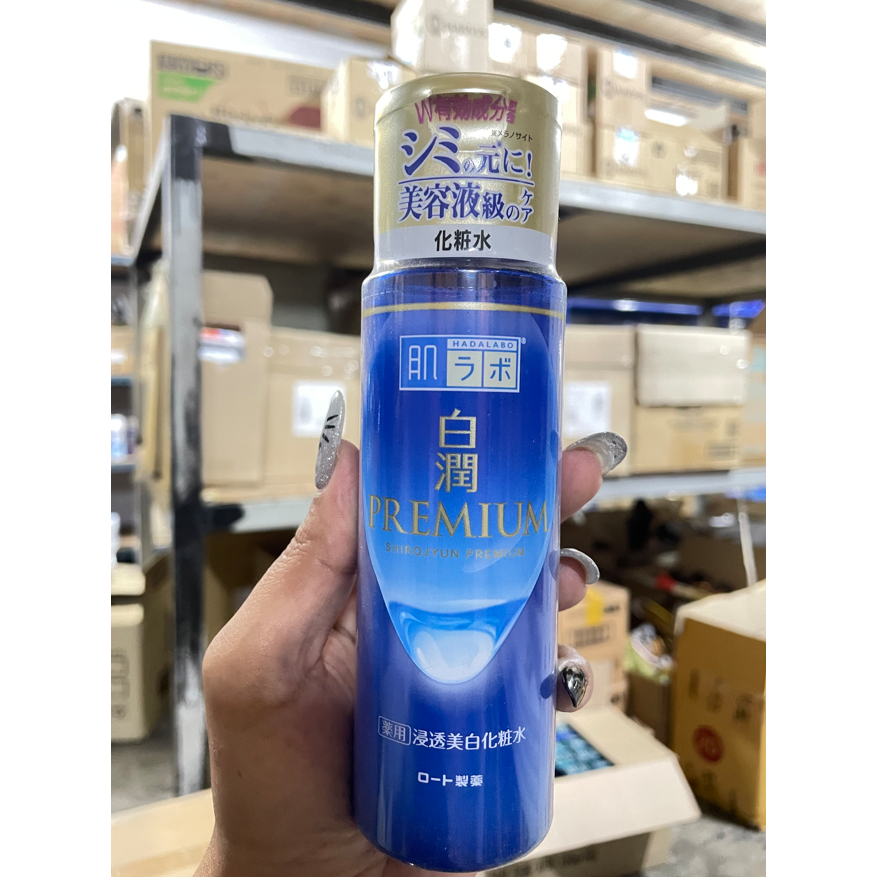 W有効成分配合
※メラノサイト
シミの元に!
美容液級のケア
化粧水
HADALABO®
肌ラボ
白潤
PREMIUM
SHIROJYUN PREMIUM
薬用 浸透美白化粧水
ロート製薬